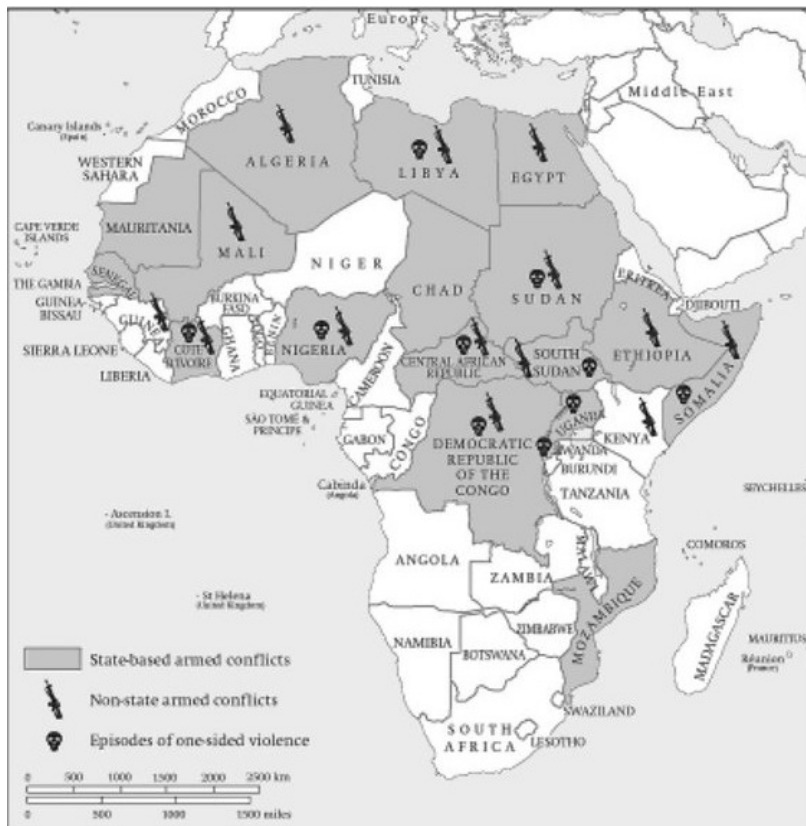 Europe
Middle East
TUNISIA
MOROCCO
Canary Islands
(Spain)
ALGERIA
LIBYA
EGYPT
WESTERN
SAHARA
MAURITANIA
CAPE VERDE
ISLANDS
MALI
NIGER
CHAD
SUDAN
ERITREA
SENEGAL
THE GAMBIA
GUINEA-
BISSAU
GUINEA
BURKINA
FASO
DJIBOUTI
SIERRA LEONE
LIBERIA
CÔTE
D'IVOIRE
GHANA
TOGO
BENIN
NIGERIA
CAMEROON
CENTRAL AFRICAN
REPUBLIC
SOUTH
SUDAN
ETHIOPIA
SOMALIA
EQUATORIAL
GUINEA
SÃO TOMÉ &
PRINCIPE
GABON
CONGO
DEMOCRATIC
REPUBLIC
OF THE
CONGO
UGANDA
KENYA
RWANDA
BURUNDI
TANZANIA
Cabinda
(Angola)
SEYCHELLES
Ascension I.
(United Kingdom)
ANGOLA
ZAMBIA
MALAWI
COMOROS
St Helena
(United Kingdom)
MOZAMBIQUE
MADAGASCAR
ZIMBABWE
NAMIBIA
BOTSWANA
MAURITIUS
Réunion
(France)
SWAZILAND
SOUTH
AFRICA
LESOTHO
State-based armed conflicts
Non-state armed conflicts
Episodes of one-sided violence
0 500 1000 1500 2000 2500 km
0 500 1000 1500 miles